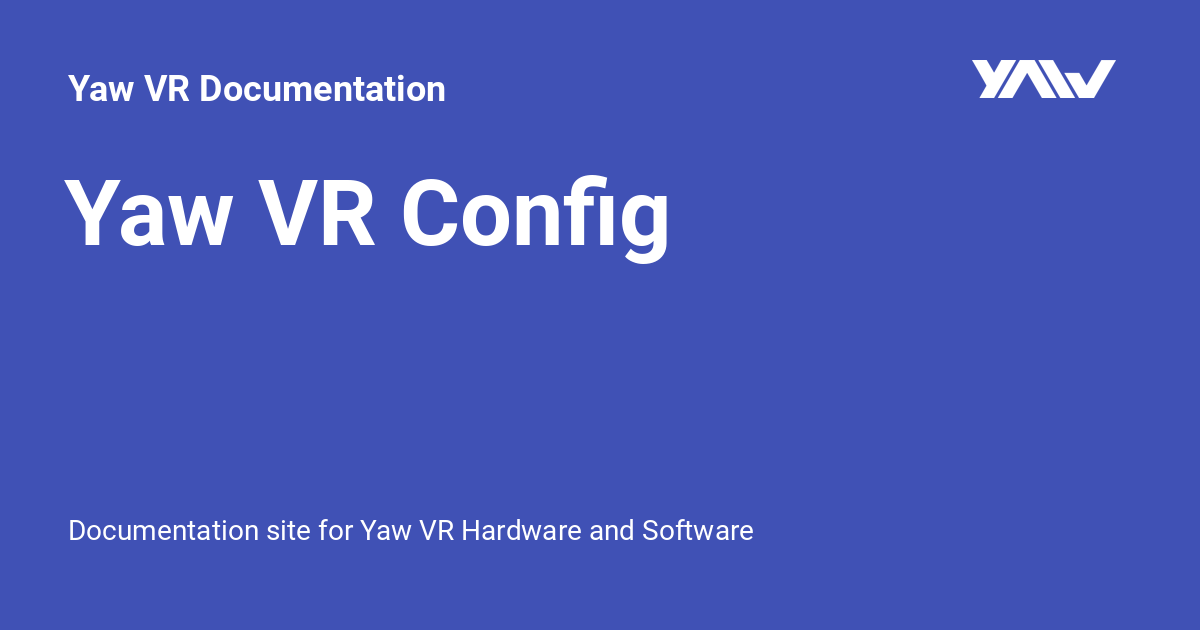 Yaw VR Documentation
YAW
Yaw VR Config
Documentation site for Yaw VR Hardware and Software